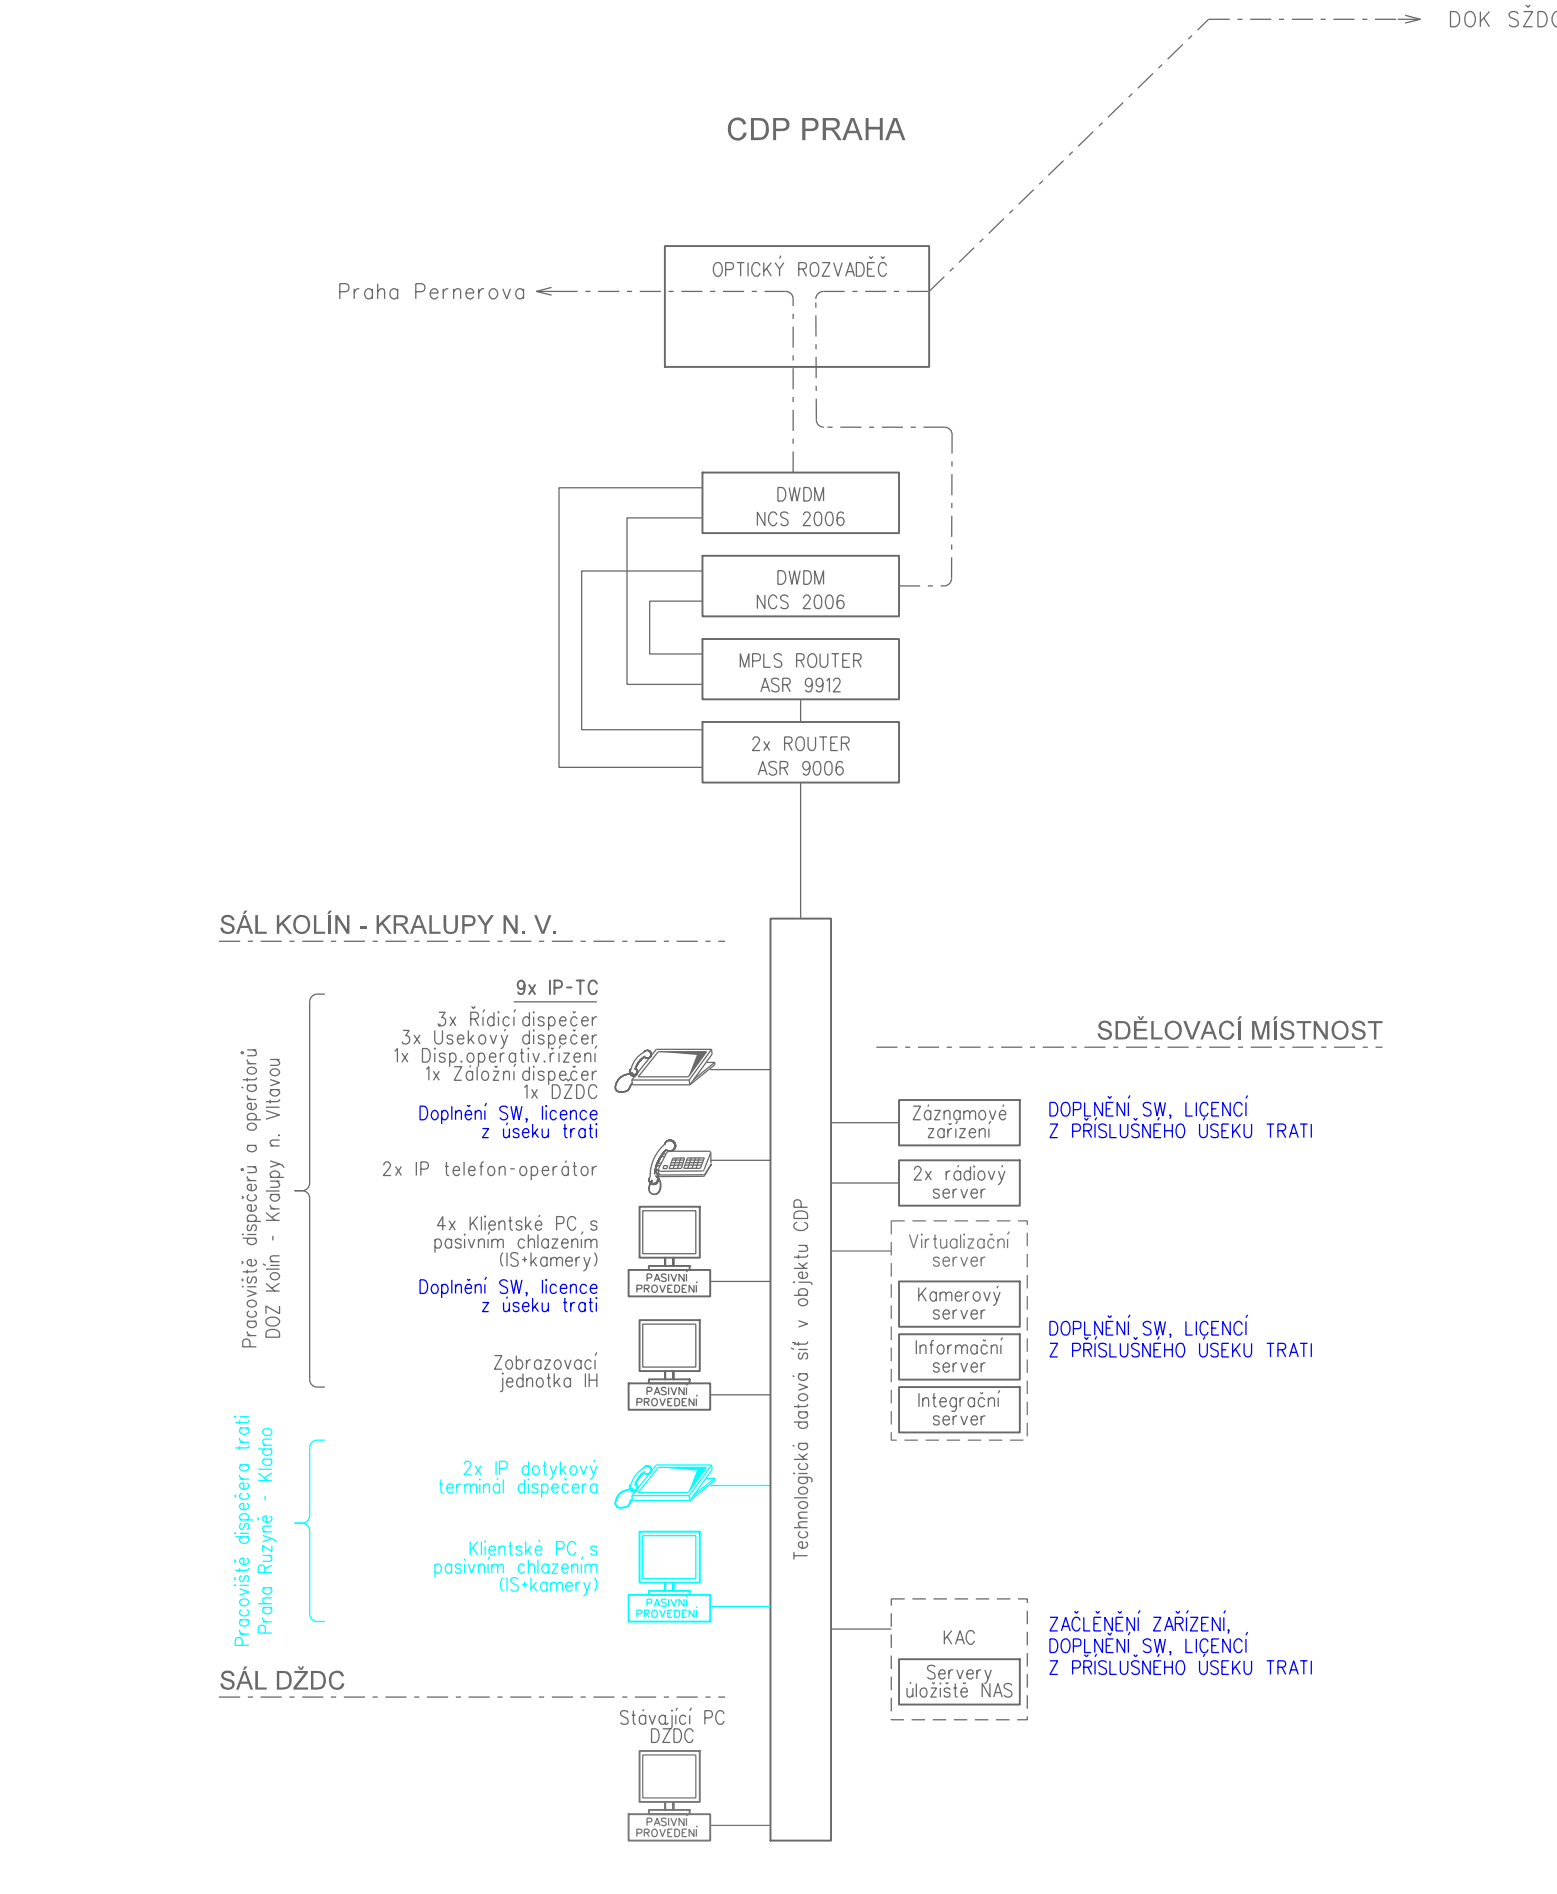 DOK SŽDC
CDP PRAHA
OPTICKÝ ROZVADĚČ
Praha Pernerova
DWDM
NCS 2006
DWDM
NCS 2006
MPLS ROUTER
ASR 9912
2x ROUTER
ASR 9006
SÁL KOLÍN - KRALUPY N. V.
9x IP-TC
3x Řídicí dispečer
3x Úsekový dispečer
1x Disp.operativ.řízení
1x Záložní dispečer
1x DŽDC
Doplnění SW, licence
z úseku trati
2x IP telefon-operátor
4x Klientské PC s
pasivním chlazením
(IS+kamery)
PASIVNÍ
PROVEDENÍ
Doplnění SW, licence
z úseku trati
Zobrazovací
jednotka IH
PASIVNÍ
PROVEDENÍ
Pracoviště dispečerů a operátorů
DOZ Kolín - Kralupy n. Vltavou
2x IP dotykový
terminál dispečera
Klientské PC s
pasivním chlazením
(IS+kamery)
PASIVNÍ
PROVEDENÍ
Pracoviště dispečera trati
Praha Ruzyně - Kladno
SÁL DŽDC
Stávající PC
DŽDC
PASIVNÍ
PROVEDENÍ
Technologická datová síť v objektu CDP
SDĚLOVACÍ MÍSTNOST
Záznamové
zařízení
DOPLNĚNÍ SW, LICENCÍ
Z PŘÍSLUŠNÉHO ÚSEKU TRATI
2x rádiový
server
Virtualizační
server
Kamerový
server
Informační
server
Integrační
server
DOPLNĚNÍ SW, LICENCÍ
Z PŘÍSLUŠNÉHO ÚSEKU TRATI
KAC
Servery
úložiště NAS
ZAČLĚNĚNÍ ZAŘÍZENÍ,
DOPLNĚNÍ SW, LICENCÍ
Z PŘÍSLUŠNÉHO ÚSEKU TRATI